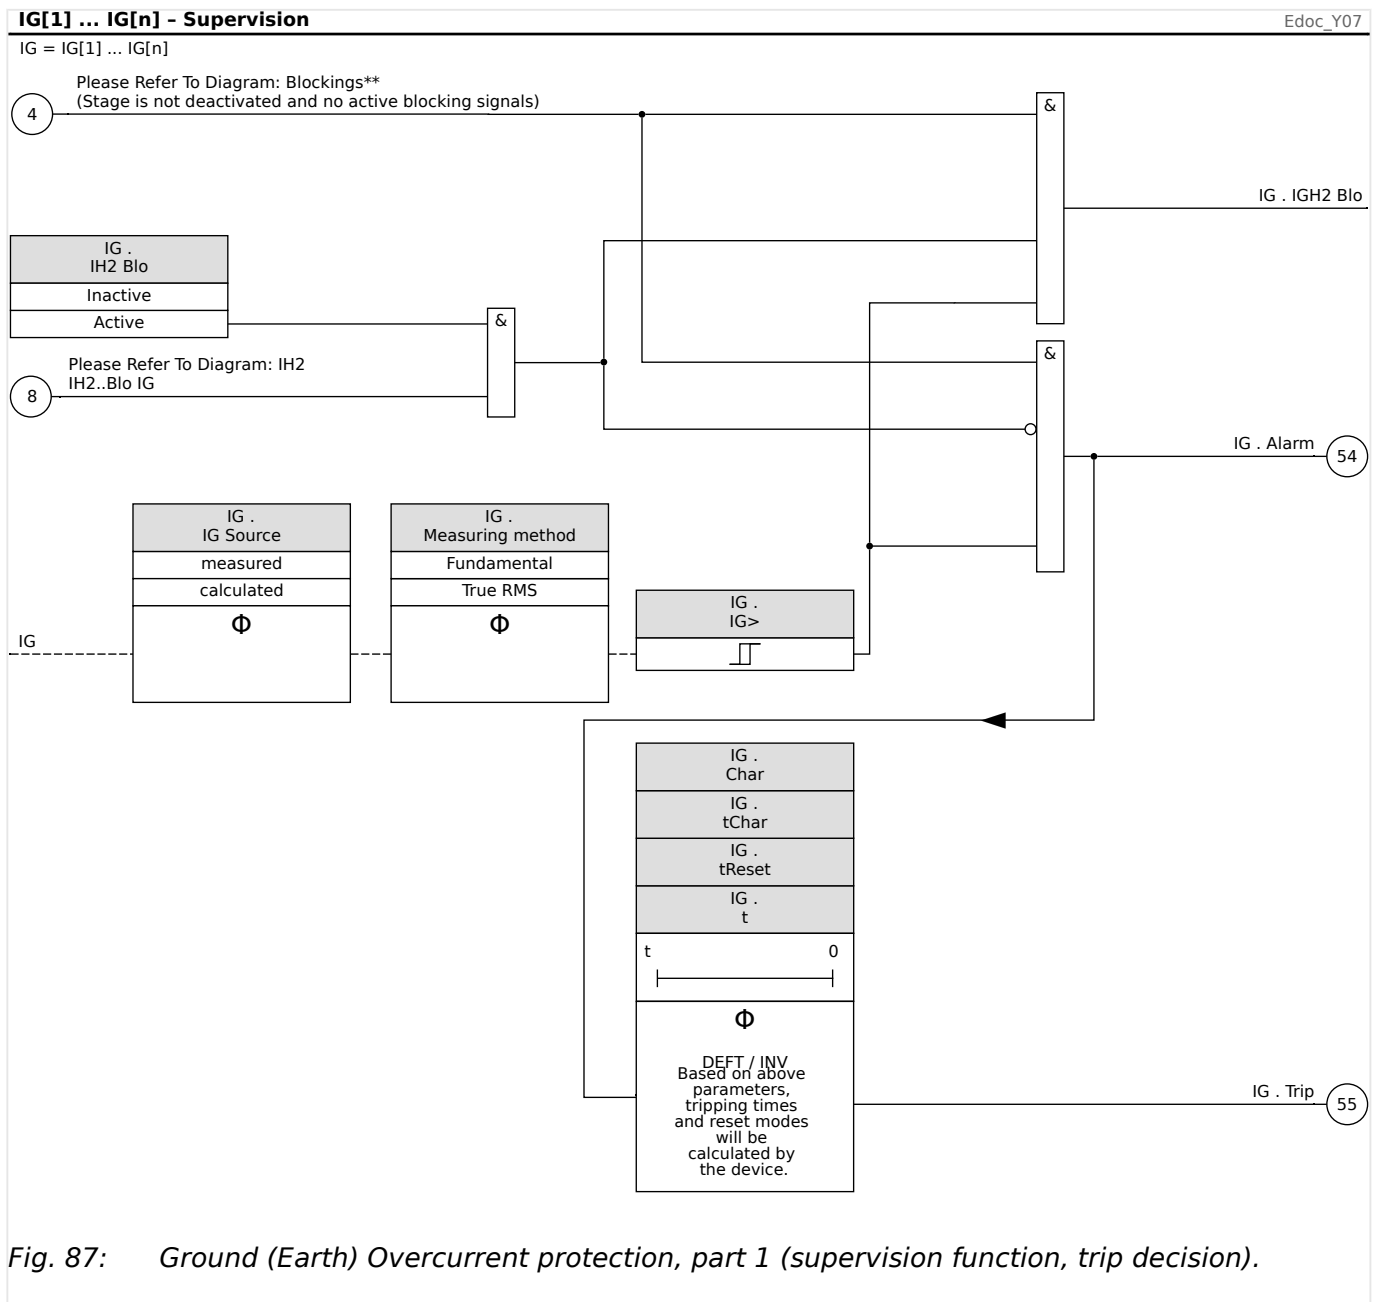 IG[1] ... IG[n] – Supervision
Edoc_Y07
IG = IG[1] ... IG[n]
Please Refer To Diagram: Blockings**
(Stage is not deactivated and no active blocking signals)
4
&
IG . IGH2 Blo
IG .
IH2 Blo
Inactive
Active
&
Please Refer To Diagram: IH2
IH2..Blo IG
8
&
IG . Alarm
54
IG .
IG Source
measured
calculated
Φ
IG .
Measuring method
Fundamental
True RMS
Φ
IG .
IG>
IG
IG .
Char
IG .
tChar
IG .
tReset
IG .
t
t 0
Φ
DEFT / INV
Based on above
parameters,
tripping times
and reset modes
will be
calculated by
the device.
IG . Trip
55
Fig. 87: Ground (Earth) Overcurrent protection, part 1 (supervision function, trip decision).